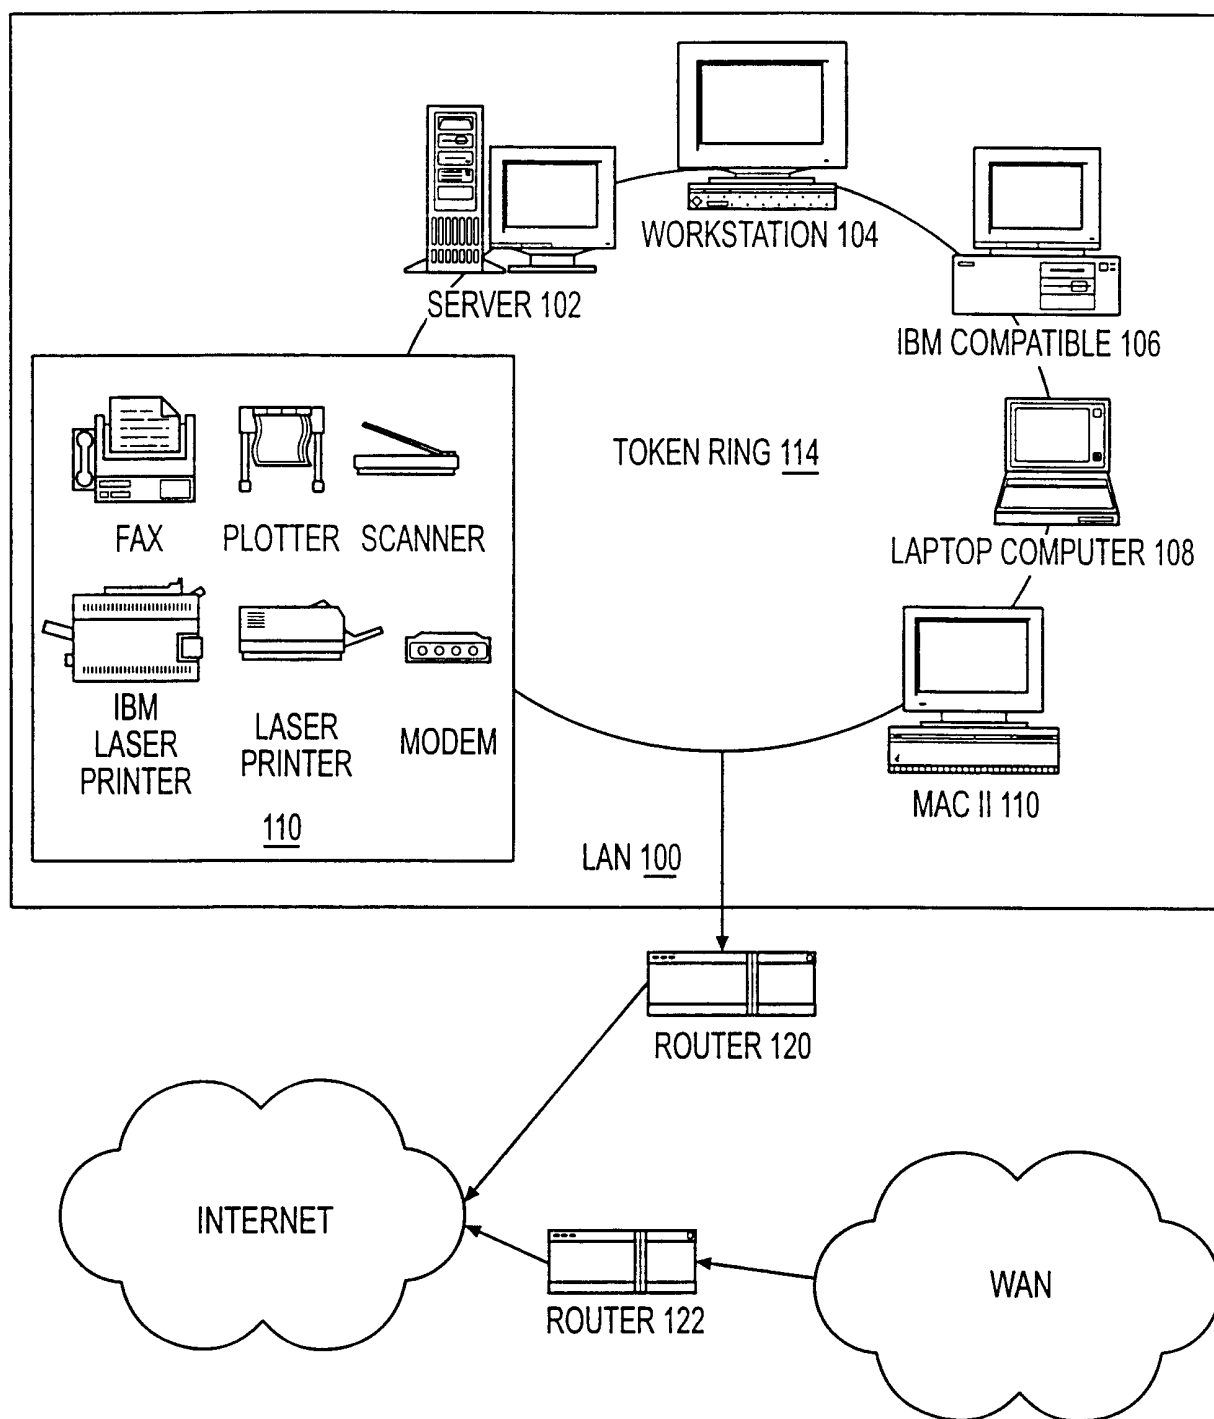 WORKSTATION 104
SERVER 102
IBM COMPATIBLE 106
TOKEN RING 114
FAX
PLOTTER
SCANNER
LAPTOP COMPUTER 108
IBM
LASER
PRINTER
LASER
PRINTER
MODEM
110
MAC II 110
LAN 100
ROUTER 120
INTERNET
ROUTER 122
WAN